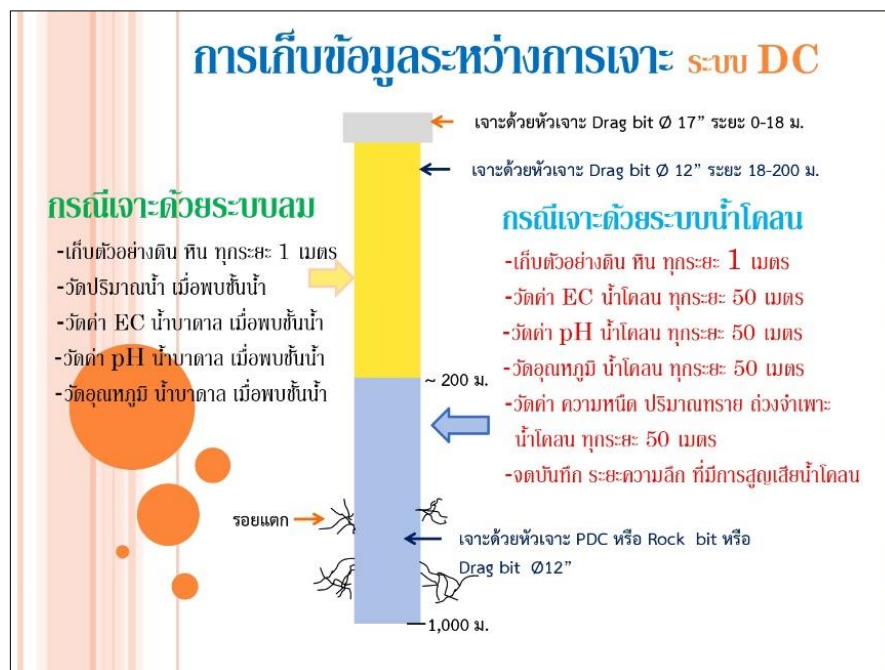 การเก็บข้อมูลระหว่างการเจาะ ระบบ DC
เจาะด้วยหัวเจาะ Drag bit Ø 17” ระยะ 0-18 ม.
เจาะด้วยหัวเจาะ Drag bit Ø 12” ระยะ 18-200 ม.
กรณีเจาะด้วยระบบลม
-เก็บตัวอย่างดิน หิน ทุกระยะ 1 เมตร
-วัดปริมาณน้ำ เมื่อพบชั้นน้ำ
-วัดค่า EC น้ำบาดาล เมื่อพบชั้นน้ำ
-วัดค่า pH น้ำบาดาล เมื่อพบชั้นน้ำ
-วัดอุณหภูมิ น้ำบาดาล เมื่อพบชั้นน้ำ
กรณีเจาะด้วยระบบน้ำโคลน
-เก็บตัวอย่างดิน หิน ทุกระยะ 1 เมตร
-วัดค่า EC น้ำโคลน ทุกระยะ 50 เมตร
-วัดค่า pH น้ำโคลน ทุกระยะ 50 เมตร
-วัดอุณหภูมิ น้ำโคลน ทุกระยะ 50 เมตร
-วัดค่า ความหนืด ปริมาณทราย ถ่วงจำเพาะ
น้ำโคลน ทุกระยะ 50 เมตร
-จดบันทึก ระยะความลึก ที่มีการสูญเสียน้ำโคลน
~ 200 ม.
รอยแตก
เจาะด้วยหัวเจาะ PDC หรือ Rock bit หรือ
Drag bit Ø12”
1,000 ม.